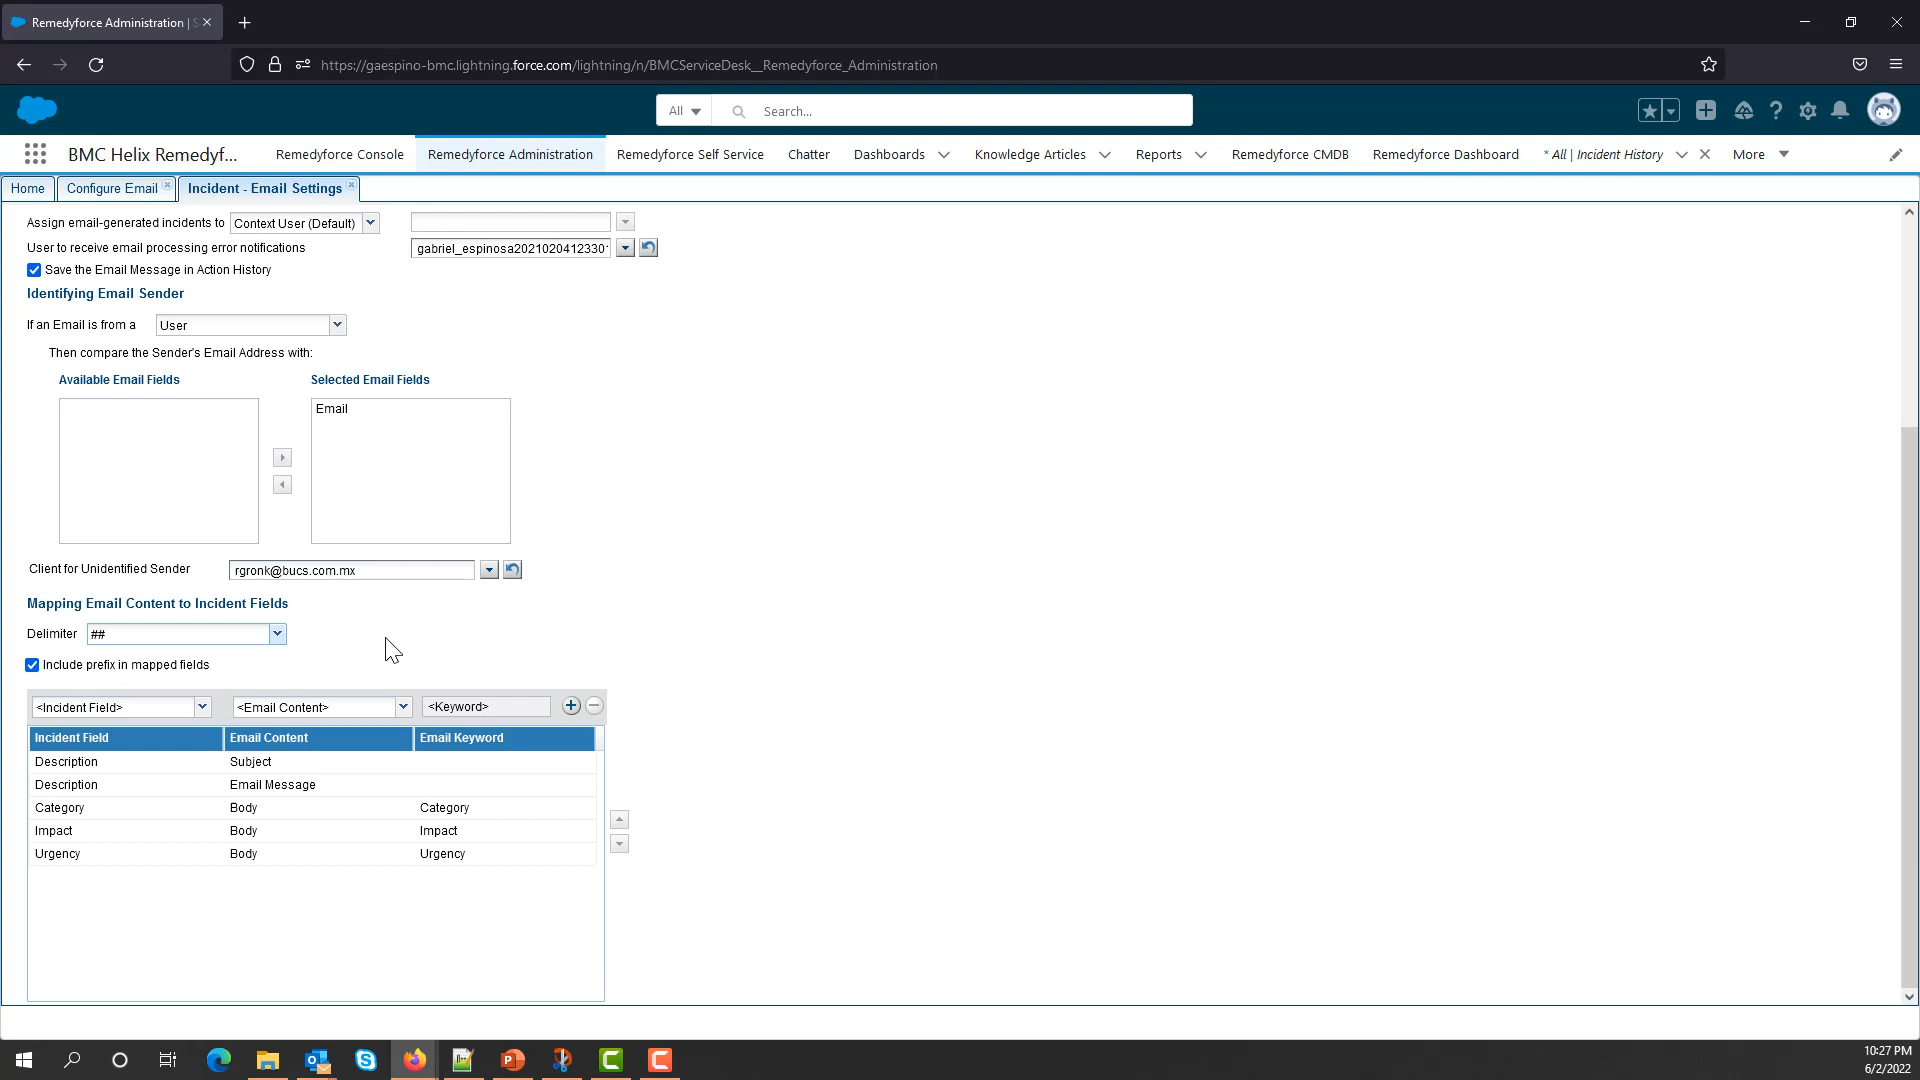 Remedyforce Administration | S
https://gaespino-bmc.lightning.force.com/lightning/n/BMCServiceDesk__Remedyforce_Administration
All
Search...
BMC Helix Remedyf...
Remedyforce Console
Remedyforce Administration
Remedyforce Self Service
Chatter
Dashboards
Knowledge Articles
Reports
Remedyforce CMDB
Remedyforce Dashboard
* All | Incident History
More
Home
Configure Email
Incident - Email Settings
Assign email-generated incidents to Context User (Default)
User to receive email processing error notifications gabriel_espinosa2021020412330
Save the Email Message in Action History
Identifying Email Sender
If an Email is from a User
Then compare the Sender's Email Address with:
Available Email Fields Selected Email Fields
Email
Client for Unidentified Sender rgronk@bucs.com.mx
Mapping Email Content to Incident Fields
Delimiter ##
Include prefix in mapped fields
<Incident Field> <Email Content> <Keyword>
Incident Field Email Content Email Keyword
Description Subject
Description Email Message
Category Body Category
Impact Body Impact
Urgency Body Urgency
10:27 PM
6/2/2022